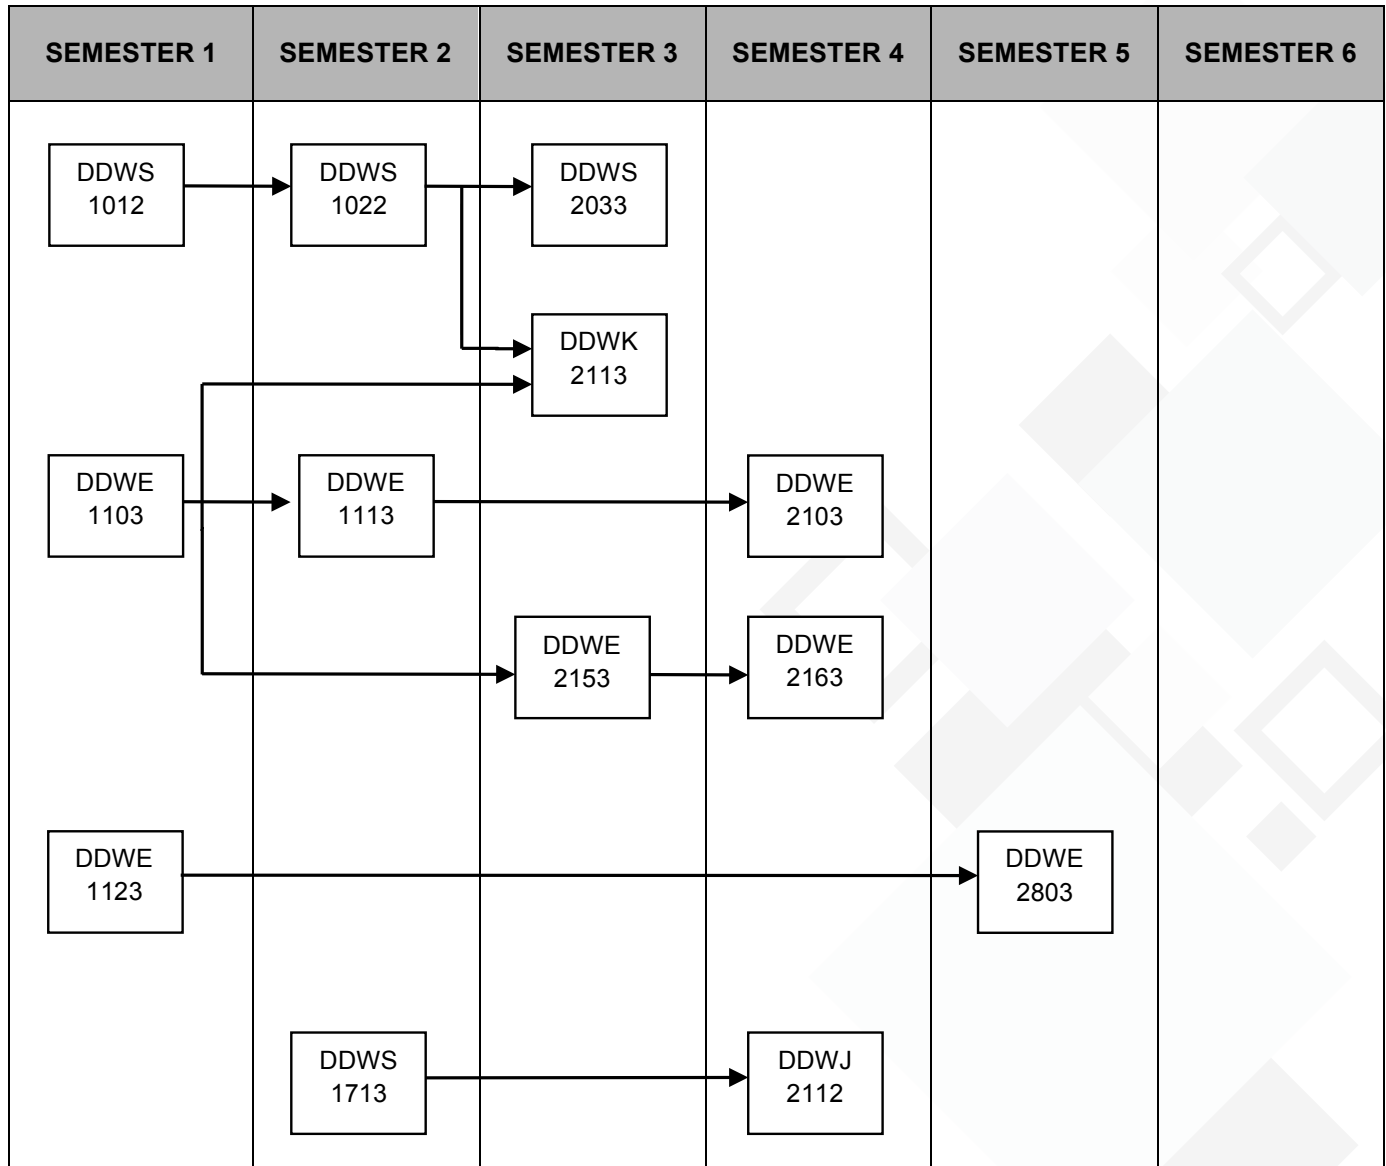 SEMESTER 1
SEMESTER 2
SEMESTER 3
SEMESTER 4
SEMESTER 5
SEMESTER 6
DDWS
1012
DDWS
1022
DDWS
2033
DDWK
2113
DDWE
1103
DDWE
1113
DDWE
2103
DDWE
2153
DDWE
2163
DDWE
1123
DDWE
2803
DDWS
1713
DDWJ
2112